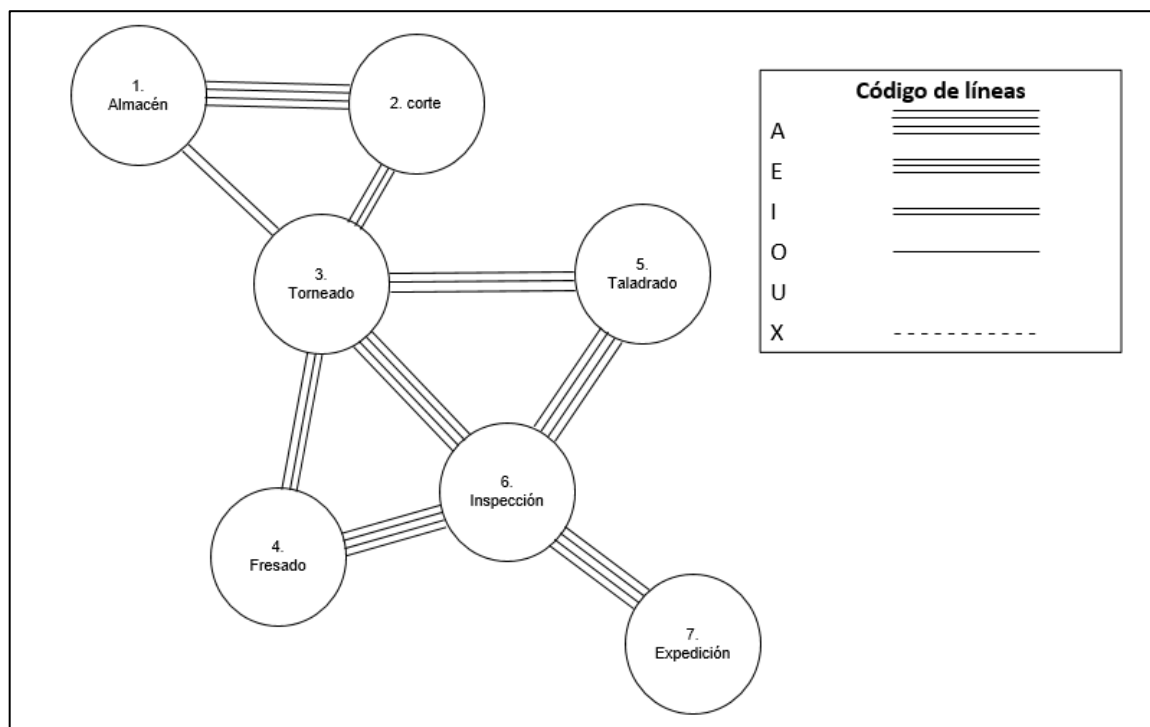 1.
Almacén
2. corte
3.
Torneado
5.
Taladrado
6.
Inspección
4.
Fresado
7.
Expedición
Código de líneas
A
E
I
O
U
X